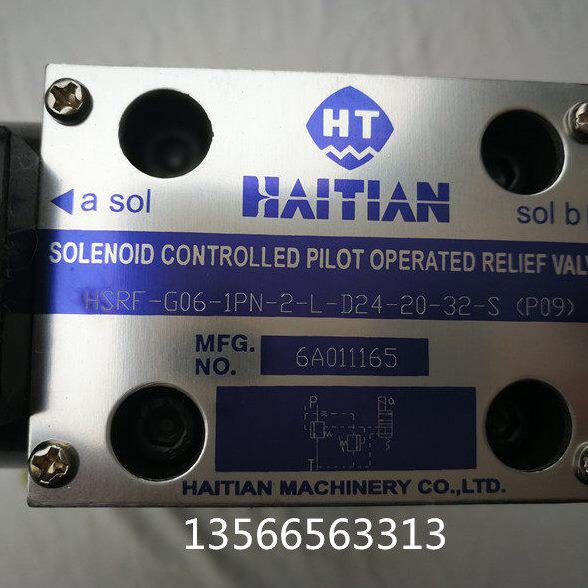 HT
HAITIAN
◀a sol
sol b
SOLENOID CONTROLLED PILOT OPERATED RELIEF VALV
HSRF-G06-1PN-2-L-D24-20-32-S (P09)
MFG.
NO. 6A011165
P a
T
HAITIAN MACHINERY CO.,LTD.
13566563313